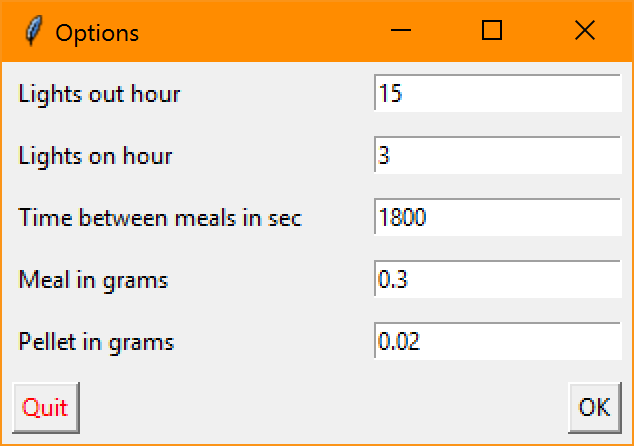 Options
Lights out hour 15
Lights on hour 3
Time between meals in sec 1800
Meal in grams 0.3
Pellet in grams 0.02
Quit OK